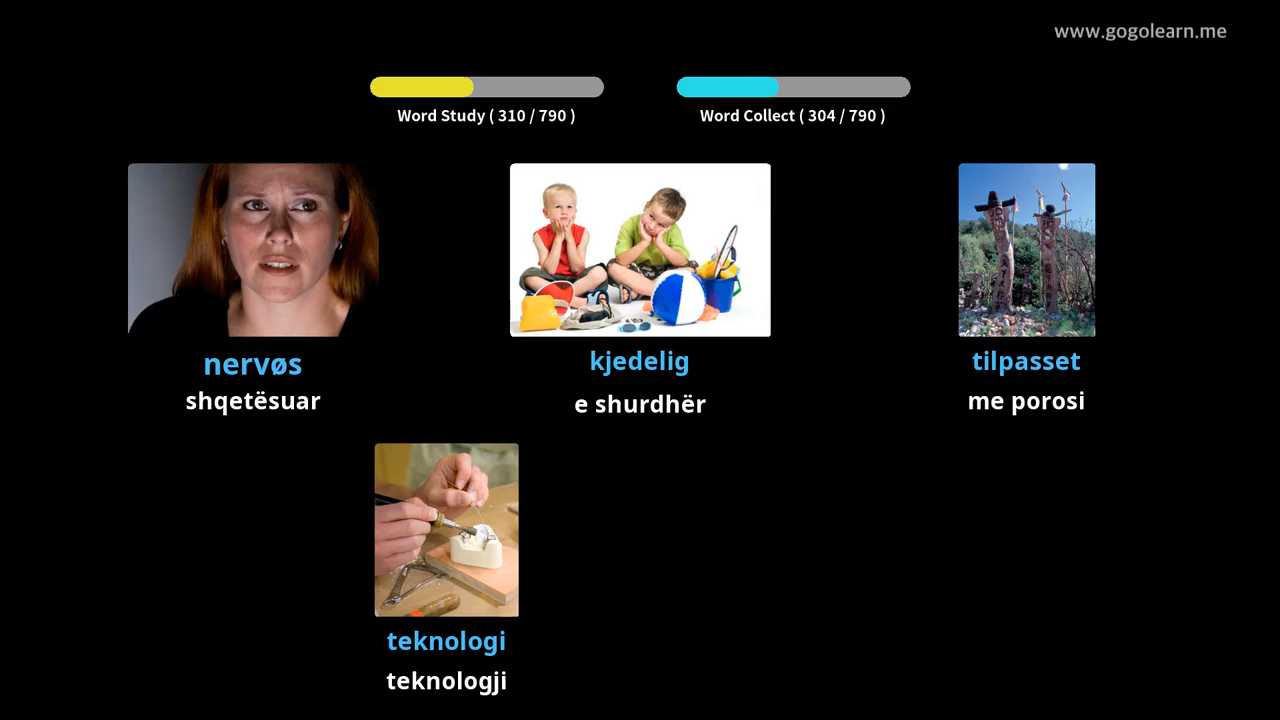 www.gogolearn.me
Word Study ( 310 / 790 )
Word Collect ( 304 / 790 )
nervøs
shqetësuar
kjedelig
e shurdhër
tilpasset
me porosi
teknologi
teknologji